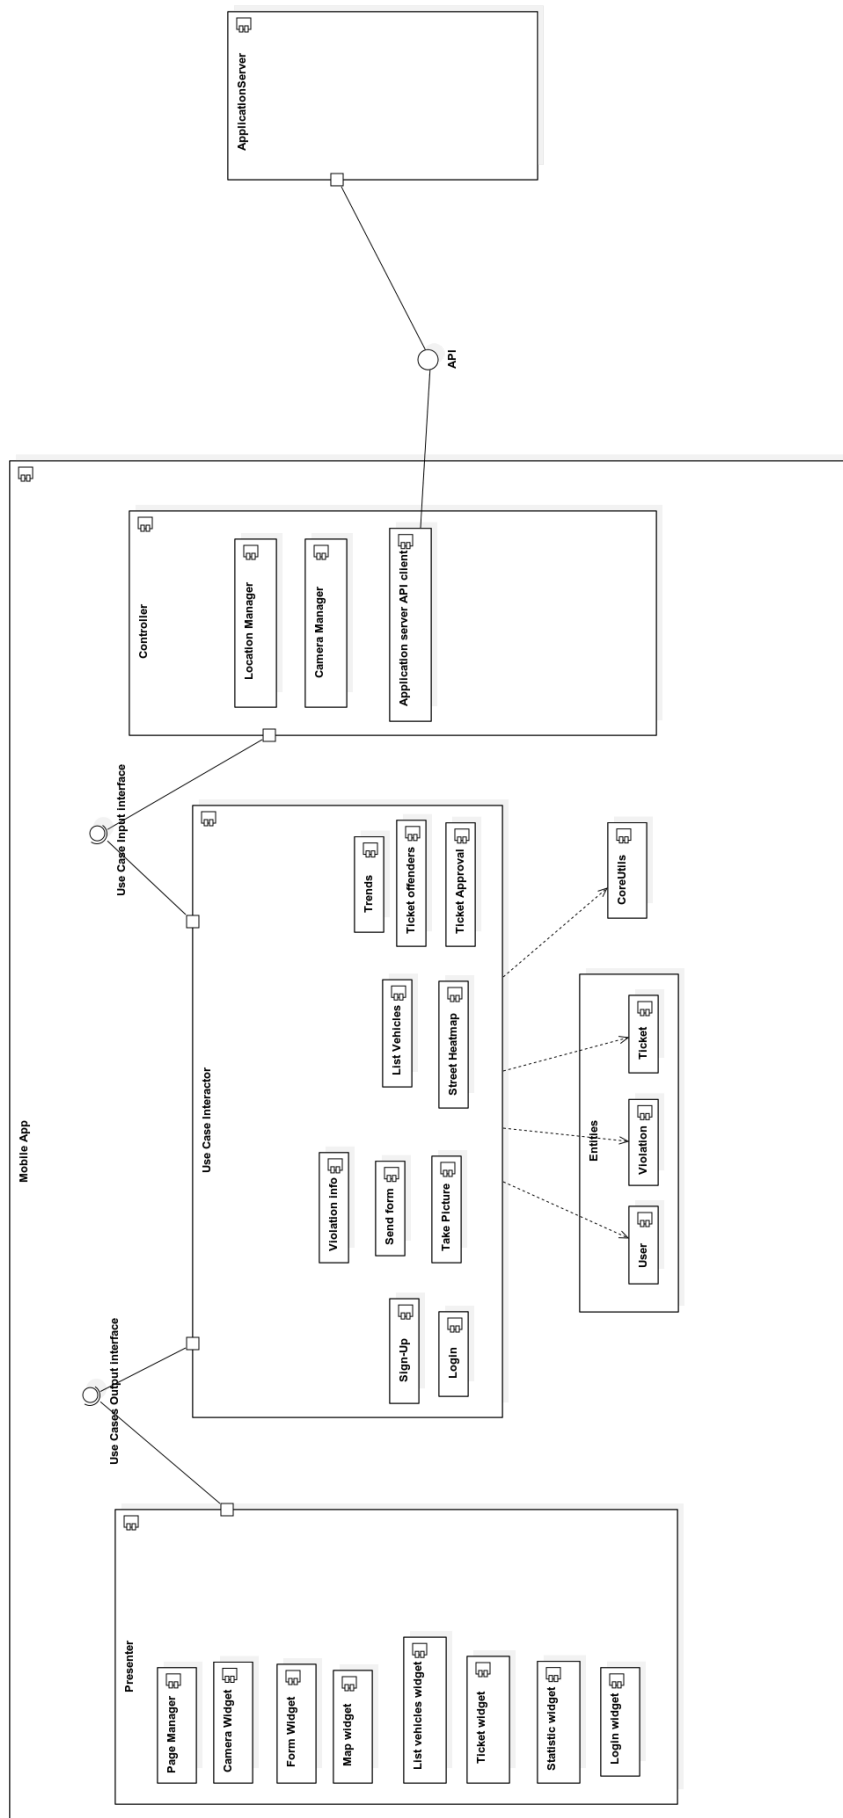 Mobile App
Presenter
Page Manager
Camera Widget
Form Widget
Map widget
List vehicles widget
Ticket widget
Statistic widget
Login widget
Use Cases Output interface
Use Case Interactor
Violation info
Sign-Up
Send form
List Vehicles
Trends
Ticket offenders
Login
Take Picture
Street Heatmap
Ticket Approval
Entities
User
Violation
Ticket
CoreUtils
Use Case Input interface
Controller
Location Manager
Camera Manager
Application server API client
API
ApplicationServer